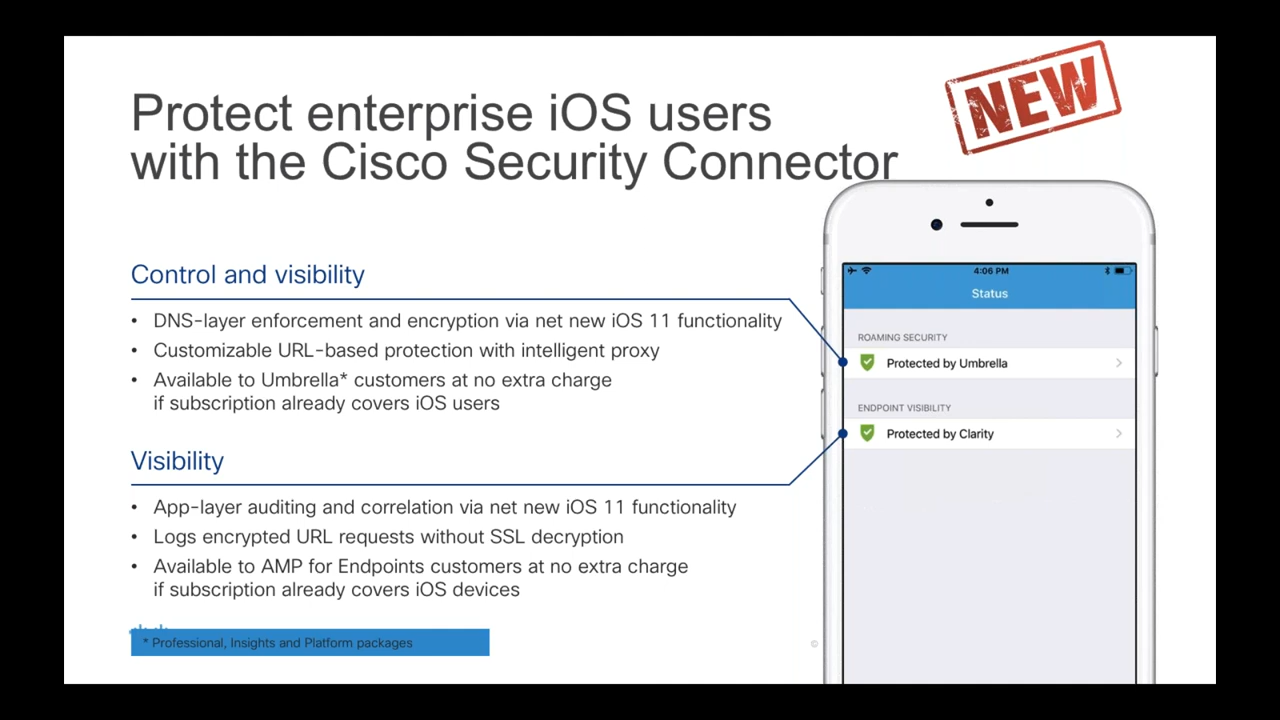 NEW
Protect enterprise iOS users
with the Cisco Security Connector
Control and visibility
• DNS-layer enforcement and encryption via net new iOS 11 functionality
• Customizable URL-based protection with intelligent proxy
• Available to Umbrella* customers at no extra charge
if subscription already covers iOS users
Visibility
• App-layer auditing and correlation via net new iOS 11 functionality
• Logs encrypted URL requests without SSL decryption
• Available to AMP for Endpoints customers at no extra charge
if subscription already covers iOS devices
* Professional, Insights and Platform packages
©
4:06 PM
Status
ROAMING SECURITY
Protected by Umbrella
ENDPOINT VISIBILITY
Protected by Clarity